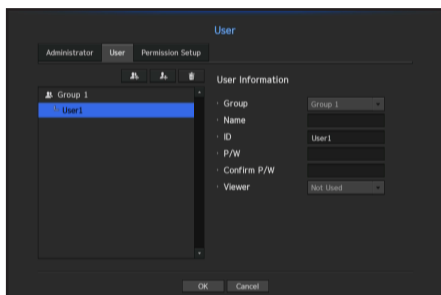 User
Administrator User Permission Setup
User Information
Group 1
User1
Group Group 1
Name
ID User1
P/W
Confirm P/W
Viewer Not Used
OK Cancel